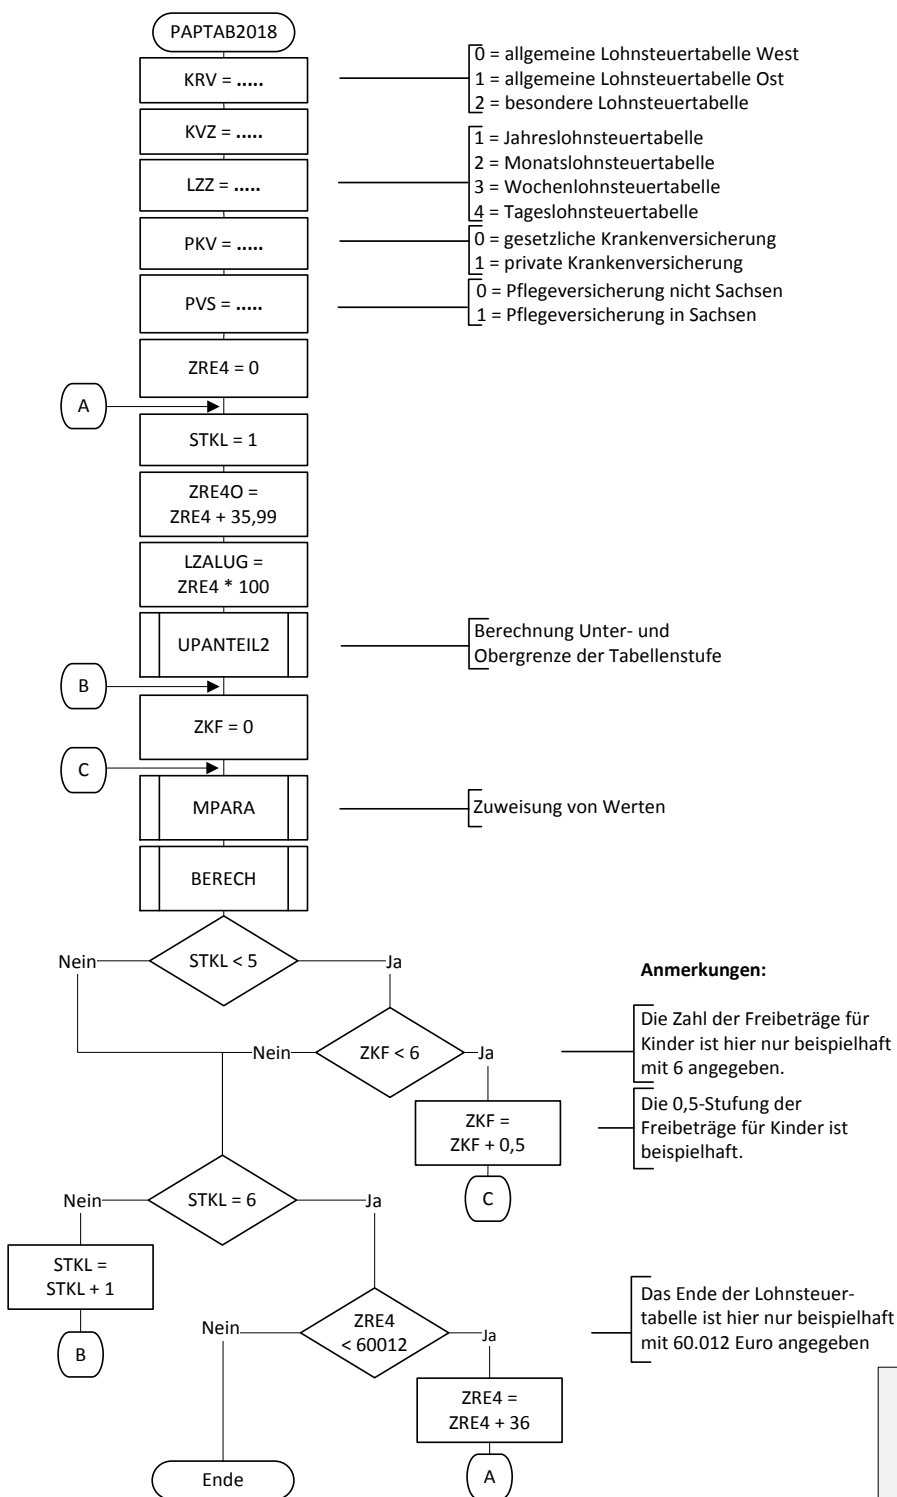 PAPTAB2018
KRV = .....
0 = allgemeine Lohnsteuertabelle West
1 = allgemeine Lohnsteuertabelle Ost
2 = besondere Lohnsteuertabelle
KVZ = .....
LZZ = .....
1 = Jahreslohnsteuertabelle
2 = Monatslohnsteuertabelle
3 = Wochenlohnsteuertabelle
4 = Tageslohnsteuertabelle
PKV = .....
0 = gesetzliche Krankenversicherung
1 = private Krankenversicherung
PVS = .....
0 = Pflegeversicherung nicht Sachsen
1 = Pflegeversicherung in Sachsen
ZRE4 = 0
A
STKL = 1
ZRE4O =
ZRE4 + 35,99
LZALUG =
ZRE4 * 100
UPANTEIL2
Berechnung Unter- und
Obergrenze der Tabellenstufe
B
ZKF = 0
C
MPARA
Zuweisung von Werten
BERECH
Nein
STKL < 5
Ja
Anmerkungen:
Nein
ZKF < 6
Ja
Die Zahl der Freibeträge für
Kinder ist hier nur beispielhaft
mit 6 angegeben.
ZKF =
ZKF + 0,5
Die 0,5-Stufung der
Freibeträge für Kinder ist
beispielhaft.
C
Nein
STKL = 6
Ja
STKL =
STKL + 1
B
Nein
ZRE4
< 60012
Ja
Das Ende der Lohnsteuer-
tabelle ist hier nur beispielhaft
mit 60.012 Euro angegeben
ZRE4 =
ZRE4 + 36
Ende
A